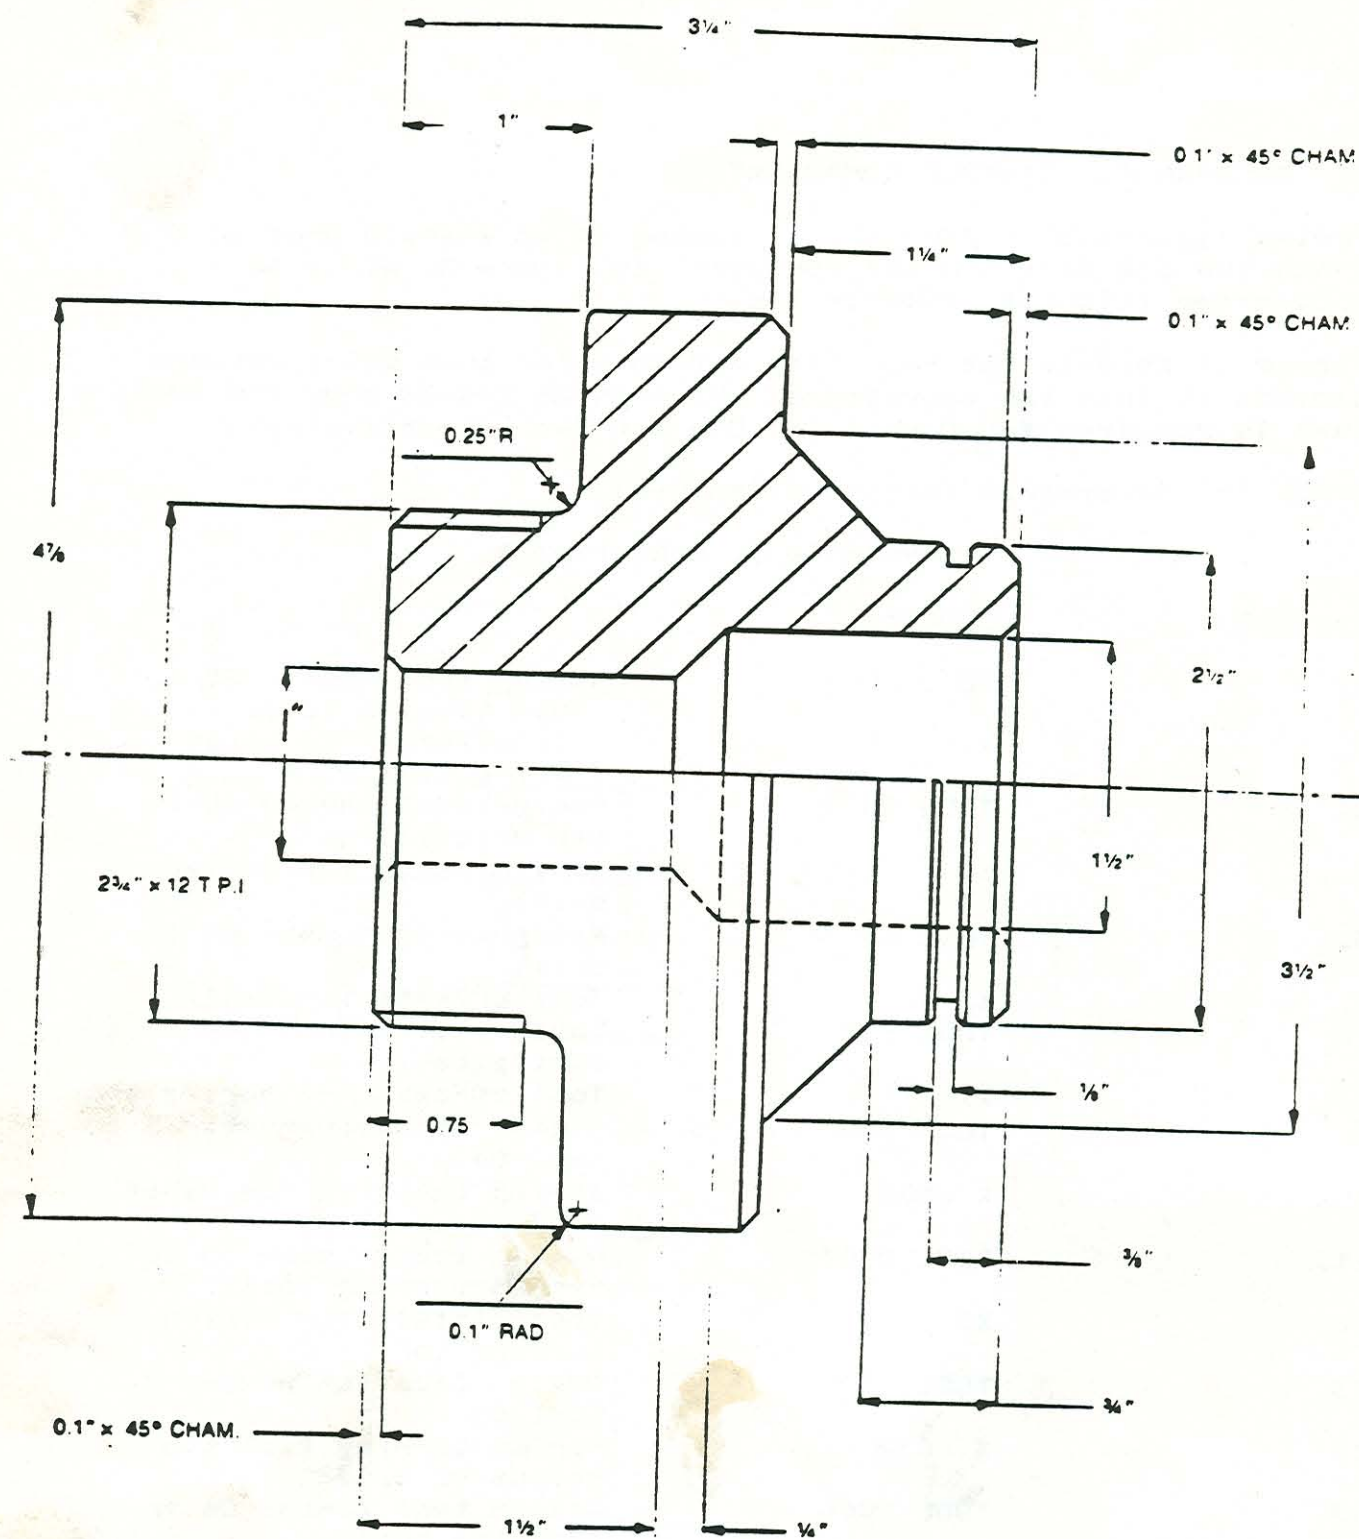 3¼"
1"
0.1" x 45° CHAM
1¼"
0.1" x 45° CHAM
0.25"R
4⅞
2½"
"
1½"
2¾" x 12 T.P.I
3½"
⅛"
0.75
⅜"
0.1" RAD
¾"
0.1" x 45° CHAM.
1½"
¼"